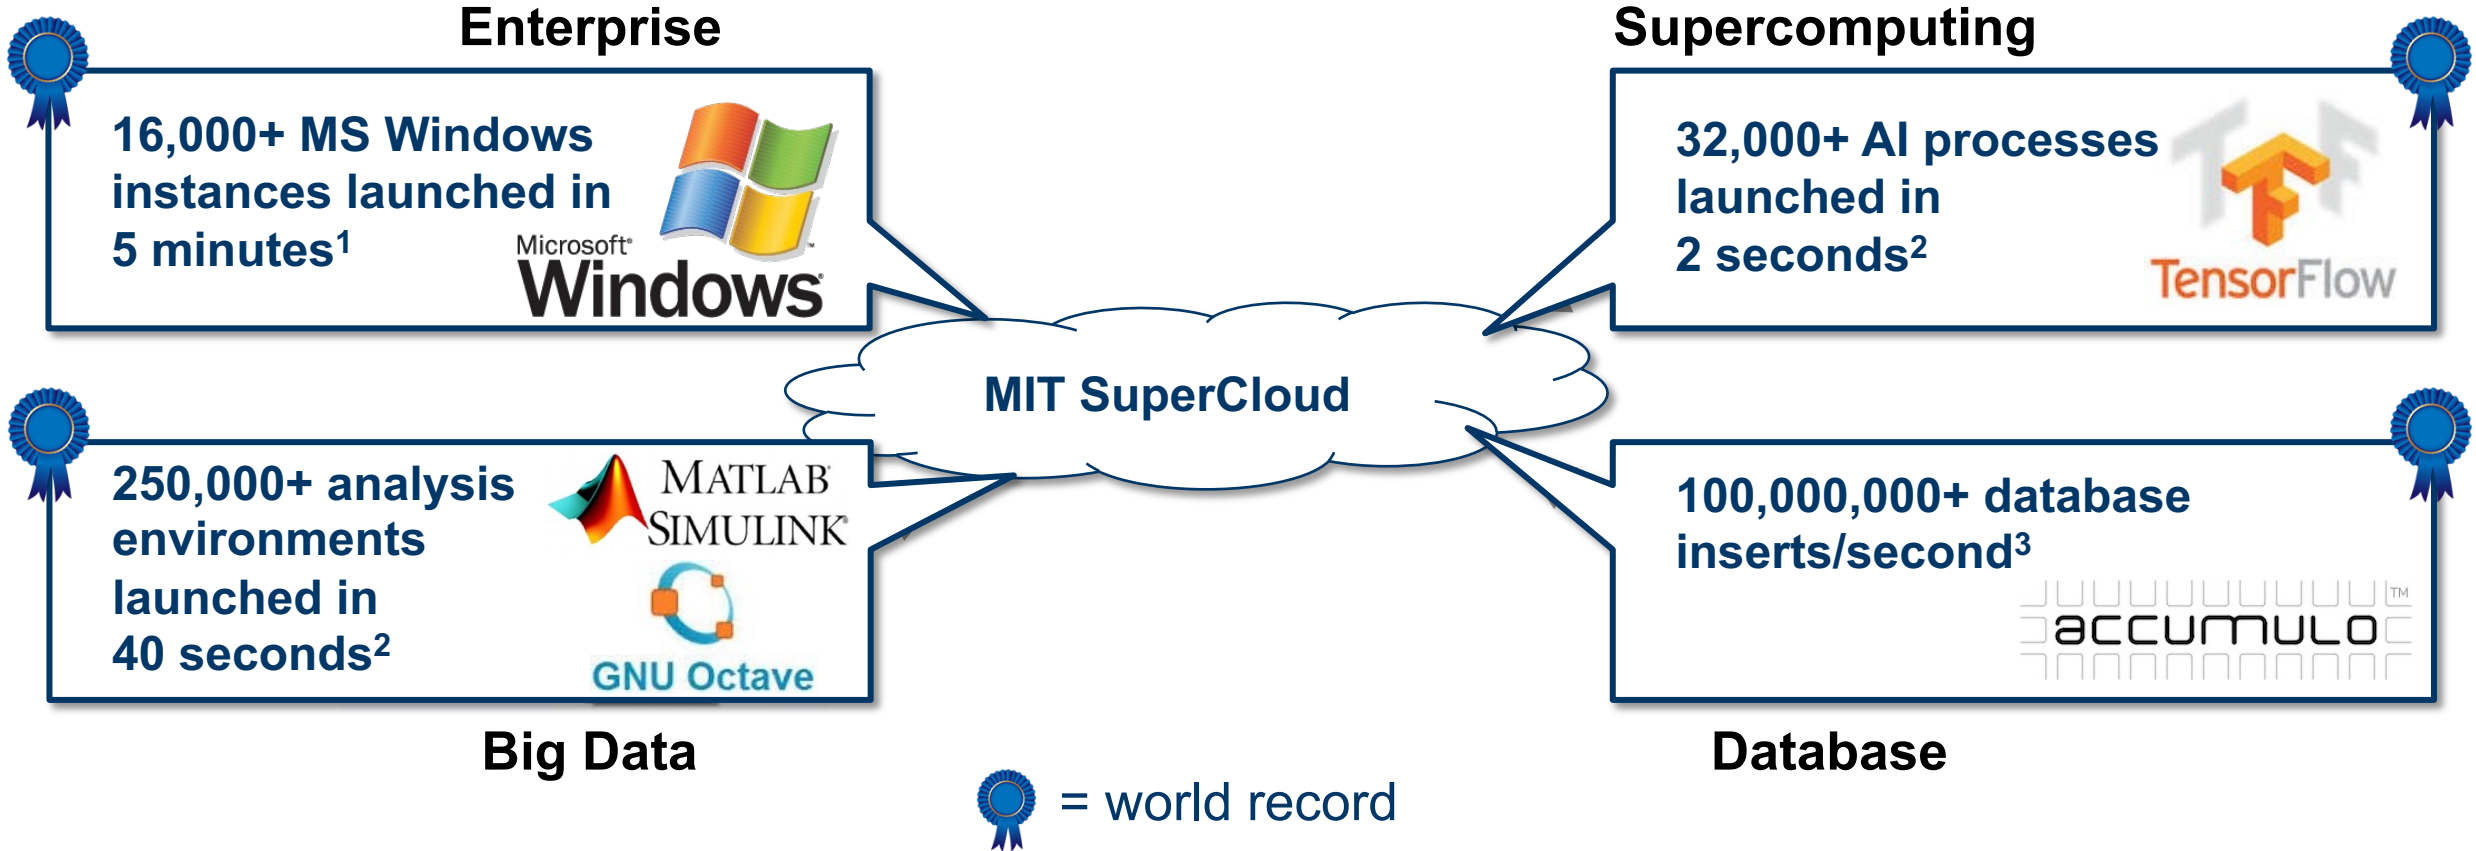 Enterprise
16,000+ MS Windows
instances launched in
5 minutes¹
Microsoft®
Windows®
Supercomputing
32,000+ AI processes
launched in
2 seconds²
TensorFlow
MIT SuperCloud
250,000+ analysis
environments
launched in
40 seconds²
MATLAB®
SIMULINK®
GNU Octave
Big Data
100,000,000+ database
inserts/second³
accumulo™
Database
= world record